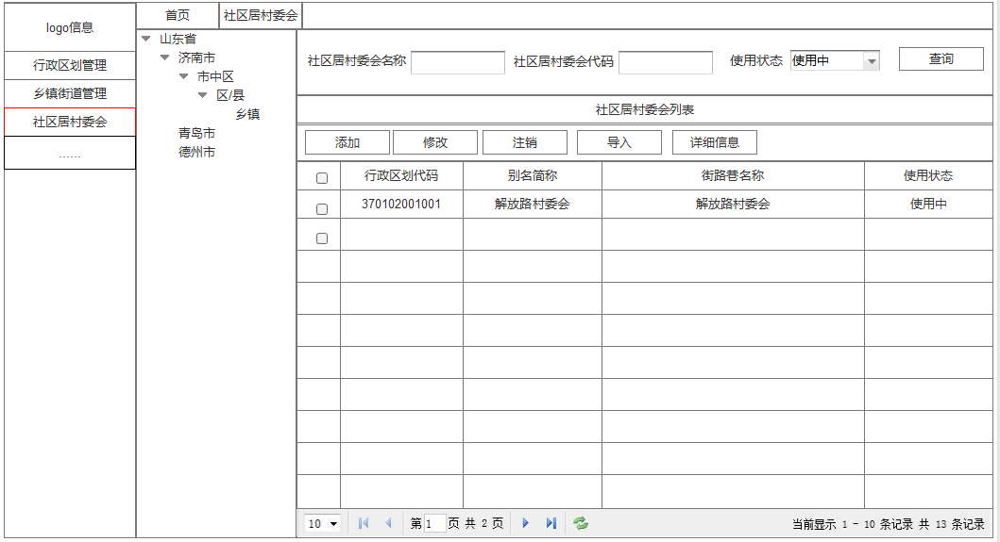 logo信息
行政区划管理
乡镇街道管理
社区居村委会
......
首页 社区居村委会
山东省
济南市
市中区
区/县
乡镇
青岛市
德州市
社区居村委会名称 社区居村委会代码 使用状态 使用中 查询
社区居村委会列表
添加 修改 注销 导入 详细信息
行政区划代码 别名简称 街路巷名称 使用状态
370102001001 解放路村委会 解放路村委会 使用中
10 第 1 页 共 2 页 当前显示 1 - 10 条记录 共 13 条记录